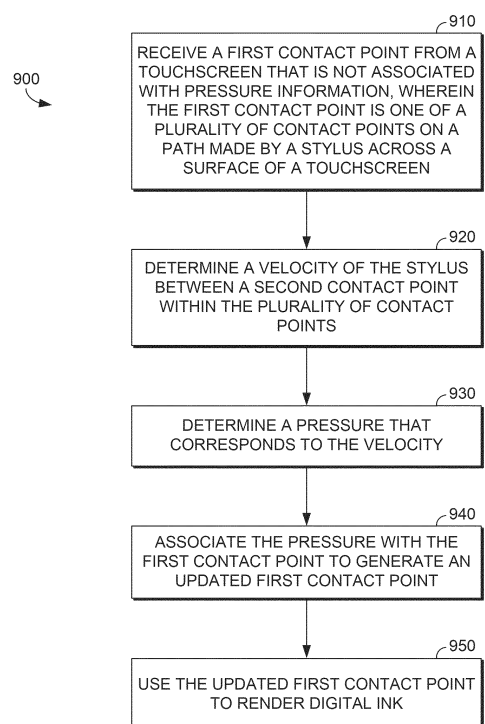 910
900
RECEIVE A FIRST CONTACT POINT FROM A
TOUCHSCREEN THAT IS NOT ASSOCIATED
WITH PRESSURE INFORMATION, WHEREIN
THE FIRST CONTACT POINT IS ONE OF A
PLURALITY OF CONTACT POINTS ON A
PATH MADE BY A STYLUS ACROSS A
SURFACE OF A TOUCHSCREEN
920
DETERMINE A VELOCITY OF THE STYLUS
BETWEEN A SECOND CONTACT POINT
WITHIN THE PLURALITY OF CONTACT
POINTS
930
DETERMINE A PRESSURE THAT
CORRESPONDS TO THE VELOCITY
940
ASSOCIATE THE PRESSURE WITH THE
FIRST CONTACT POINT TO GENERATE AN
UPDATED FIRST CONTACT POINT
950
USE THE UPDATED FIRST CONTACT POINT
TO RENDER DIGITAL INK